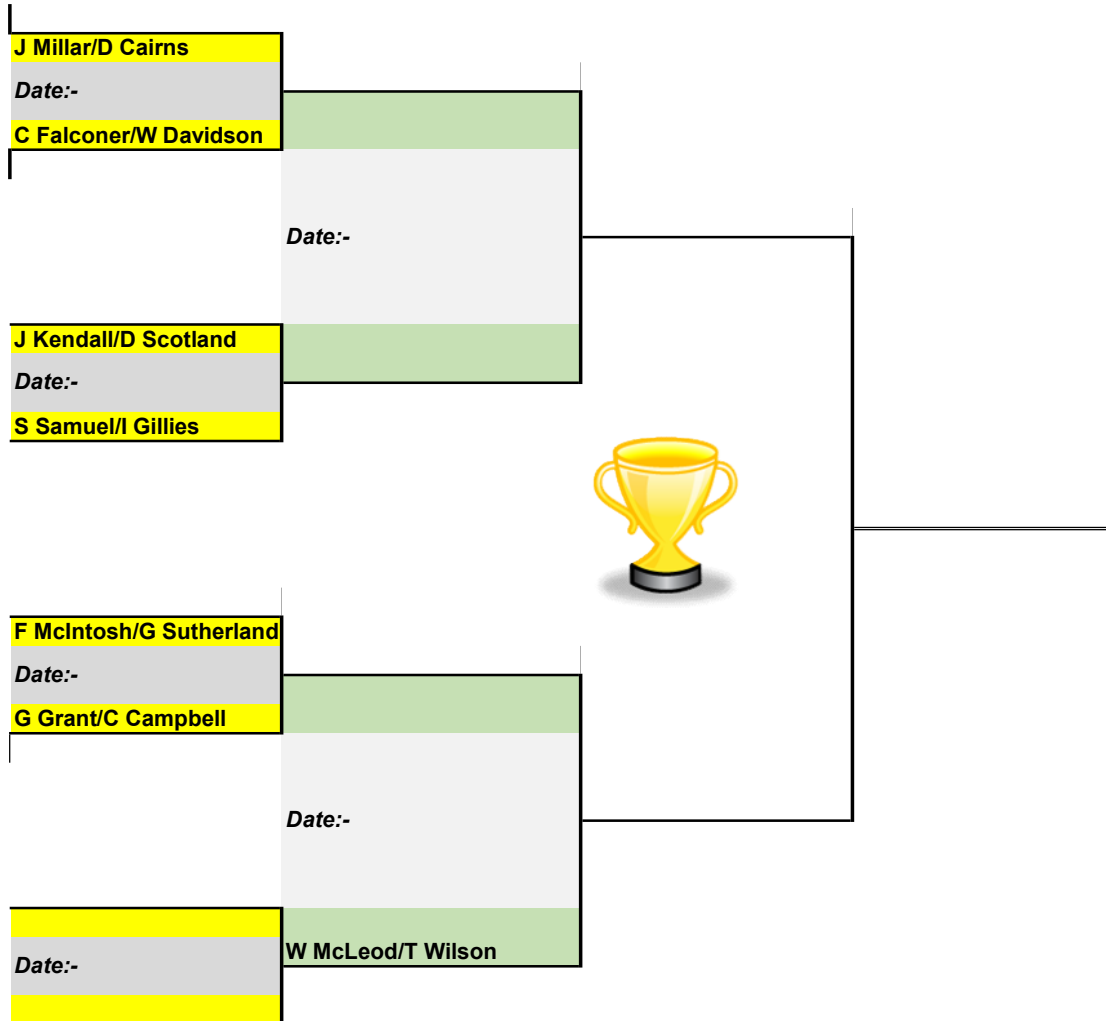 J Millar/D Cairns
Date:-
C Falconer/W Davidson
Date:-
J Kendall/D Scotland
Date:-
S Samuel/I Gillies
F McIntosh/G Sutherland
Date:-
G Grant/C Campbell
Date:-
W McLeod/T Wilson
Date:-